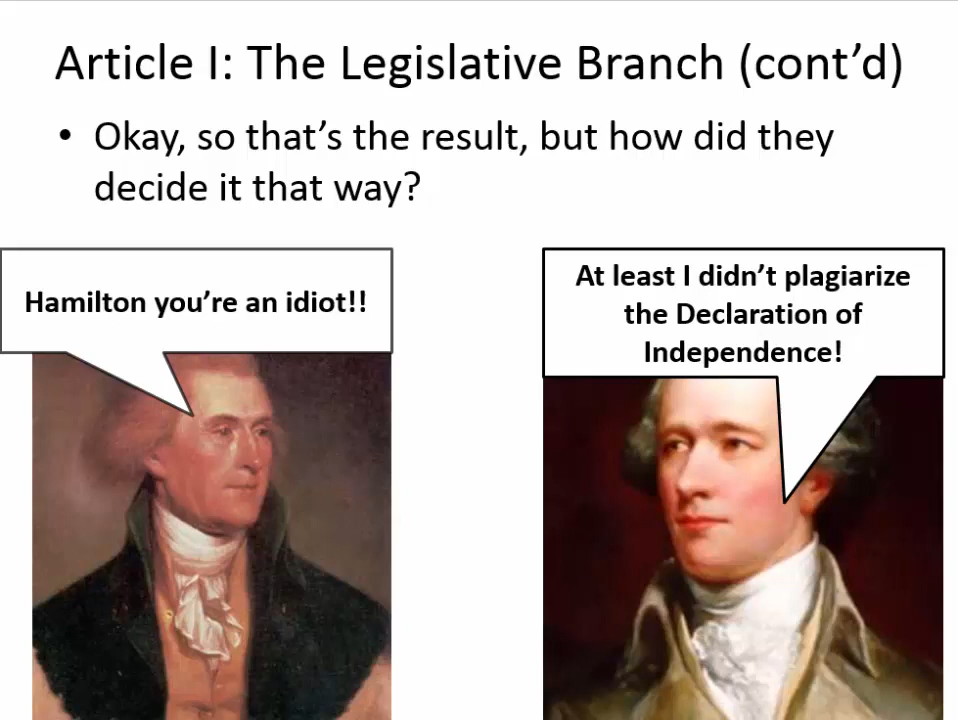 Article I: The Legislative Branch (cont’d)
• Okay, so that’s the result, but how did they
decide it that way?
Hamilton you’re an idiot!!
At least I didn’t plagiarize
the Declaration of
Independence!